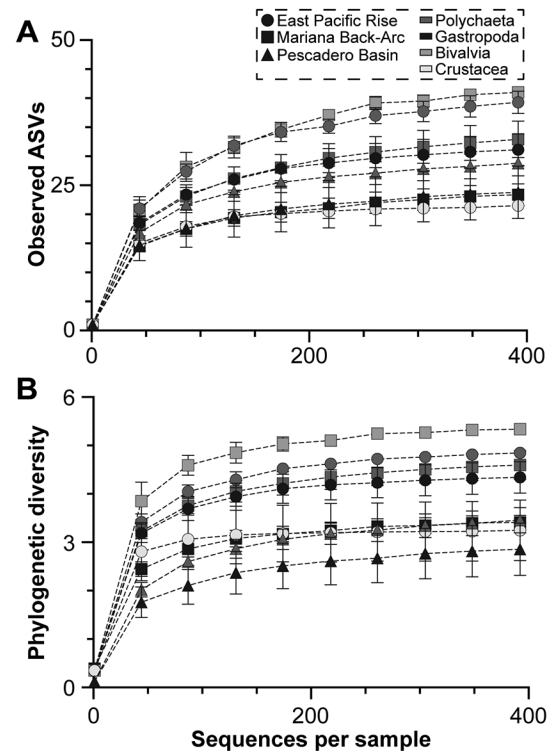 A
East Pacific Rise
Polychaeta
Mariana Back-Arc
Gastropoda
Pescadero Basin
Bivalvia
Crustacea
50
25
0
Observed ASVs
0
200
400
B
6
3
0
Phylogenetic diversity
0
200
400
Sequences per sample